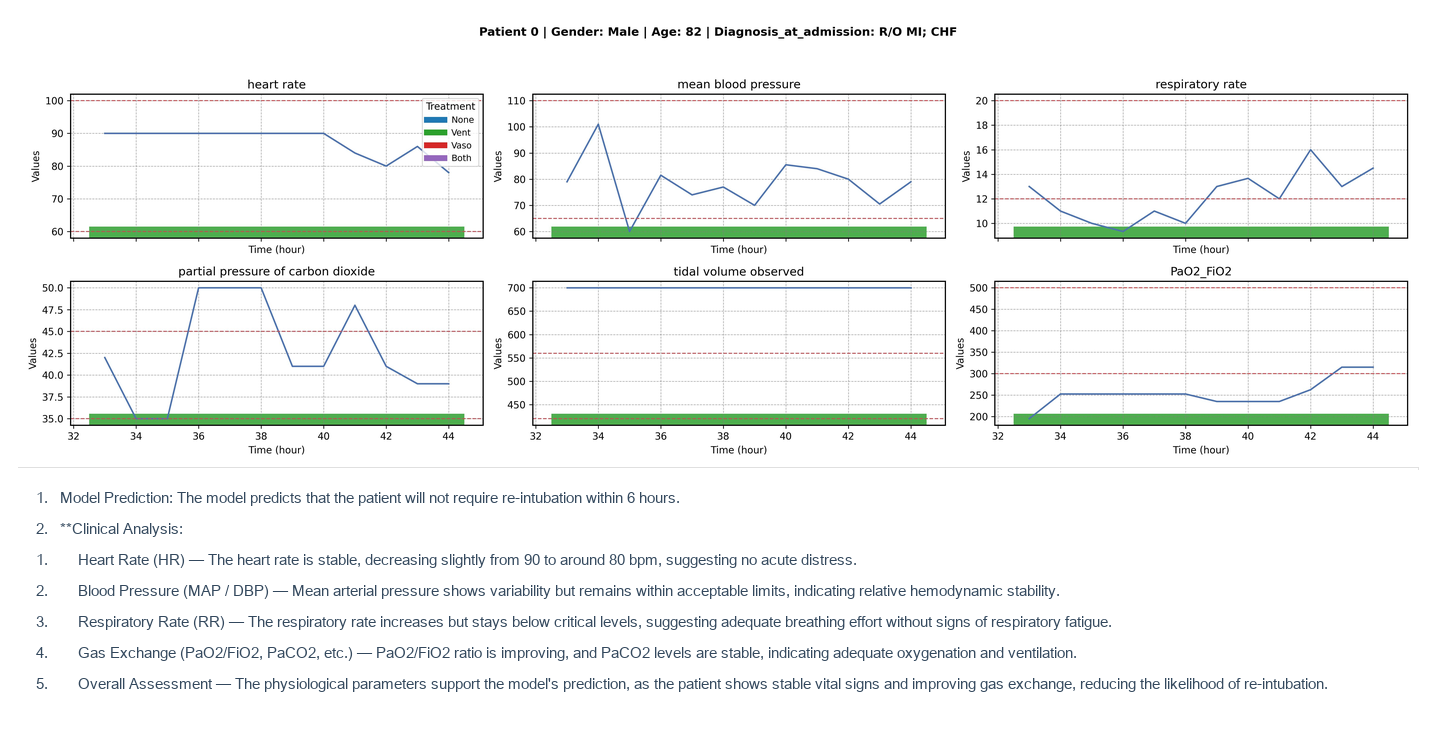 Patient 0 | Gender: Male | Age: 82 | Diagnosis_at_admission: R/O MI; CHF
heart rate
mean blood pressure
respiratory rate
100
90
80
70
60
Values
Time (hour)
Treatment
None
Vent
Vaso
Both
110
100
90
80
70
60
Values
Time (hour)
20
18
16
14
12
10
Values
Time (hour)
partial pressure of carbon dioxide
tidal volume observed
PaO2_FiO2
50.0
47.5
45.0
42.5
40.0
37.5
35.0
Values
32 34 36 38 40 42 44
Time (hour)
700
650
600
550
500
450
Values
32 34 36 38 40 42 44
Time (hour)
500
450
400
350
300
250
200
Values
32 34 36 38 40 42 44
Time (hour)
1. Model Prediction: The model predicts that the patient will not require re-intubation within 6 hours.
2. **Clinical Analysis:
1. Heart Rate (HR) — The heart rate is stable, decreasing slightly from 90 to around 80 bpm, suggesting no acute distress.
2. Blood Pressure (MAP / DBP) — Mean arterial pressure shows variability but remains within acceptable limits, indicating relative hemodynamic stability.
3. Respiratory Rate (RR) — The respiratory rate increases but stays below critical levels, suggesting adequate breathing effort without signs of respiratory fatigue.
4. Gas Exchange (PaO2/FiO2, PaCO2, etc.) — PaO2/FiO2 ratio is improving, and PaCO2 levels are stable, indicating adequate oxygenation and ventilation.
5. Overall Assessment — The physiological parameters support the model's prediction, as the patient shows stable vital signs and improving gas exchange, reducing the likelihood of re-intubation.